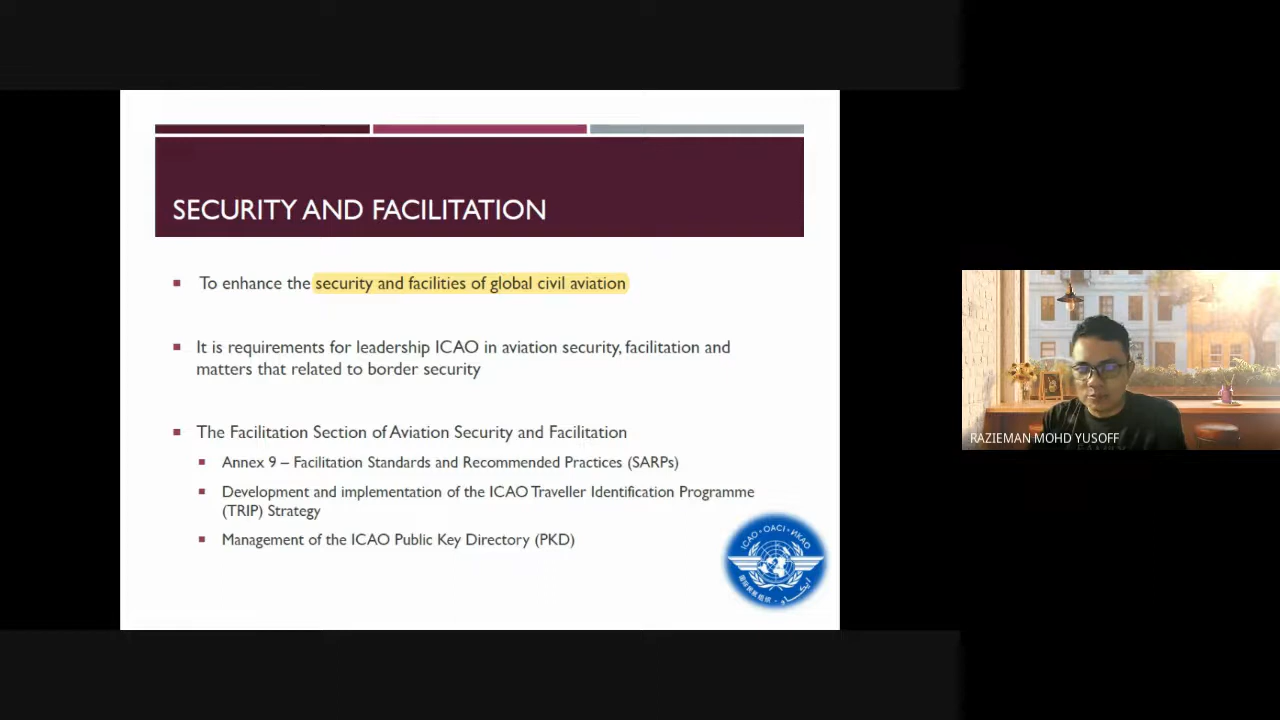 SECURITY AND FACILITATION
To enhance the security and facilities of global civil aviation
It is requirements for leadership ICAO in aviation security, facilitation and
matters that related to border security
The Facilitation Section of Aviation Security and Facilitation
Annex 9 – Facilitation Standards and Recommended Practices (SARPs)
Development and implementation of the ICAO Traveller Identification Programme
(TRIP) Strategy
Management of the ICAO Public Key Directory (PKD)
ICAO • OACI • ИКАО
RAZIEMAN MOHD YUSOFF